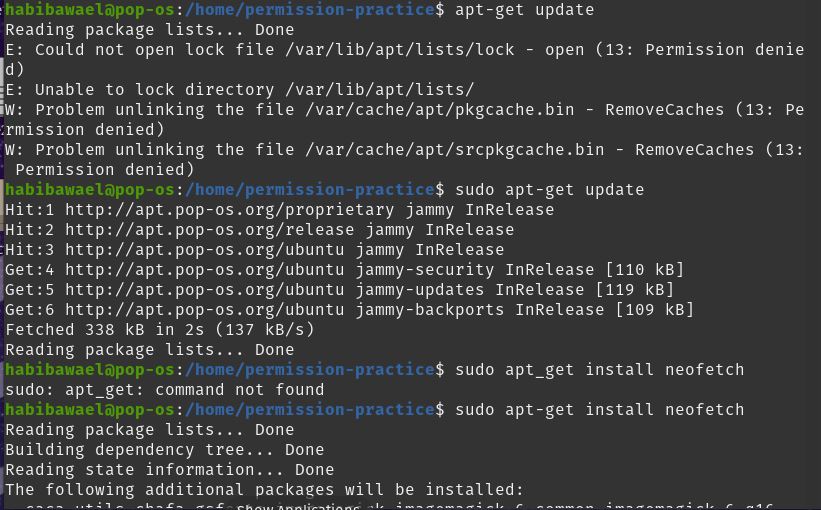 habibawael@pop-os:/home/permission-practice$ apt-get update
Reading package lists... Done
E: Could not open lock file /var/lib/apt/lists/lock - open (13: Permission denie
d)
E: Unable to lock directory /var/lib/apt/lists/
W: Problem unlinking the file /var/cache/apt/pkgcache.bin - RemoveCaches (13: Pe
rmission denied)
W: Problem unlinking the file /var/cache/apt/srcpkgcache.bin - RemoveCaches (13:
 Permission denied)
habibawael@pop-os:/home/permission-practice$ sudo apt-get update
Hit:1 http://apt.pop-os.org/proprietary jammy InRelease
Hit:2 http://apt.pop-os.org/release jammy InRelease
Hit:3 http://apt.pop-os.org/ubuntu jammy InRelease
Get:4 http://apt.pop-os.org/ubuntu jammy-security InRelease [110 kB]
Get:5 http://apt.pop-os.org/ubuntu jammy-updates InRelease [119 kB]
Get:6 http://apt.pop-os.org/ubuntu jammy-backports InRelease [109 kB]
Fetched 338 kB in 2s (137 kB/s)
Reading package lists... Done
habibawael@pop-os:/home/permission-practice$ sudo apt_get install neofetch
sudo: apt_get: command not found
habibawael@pop-os:/home/permission-practice$ sudo apt-get install neofetch
Reading package lists... Done
Building dependency tree... Done
Reading state information... Done
The following additional packages will be installed:
Show Applications